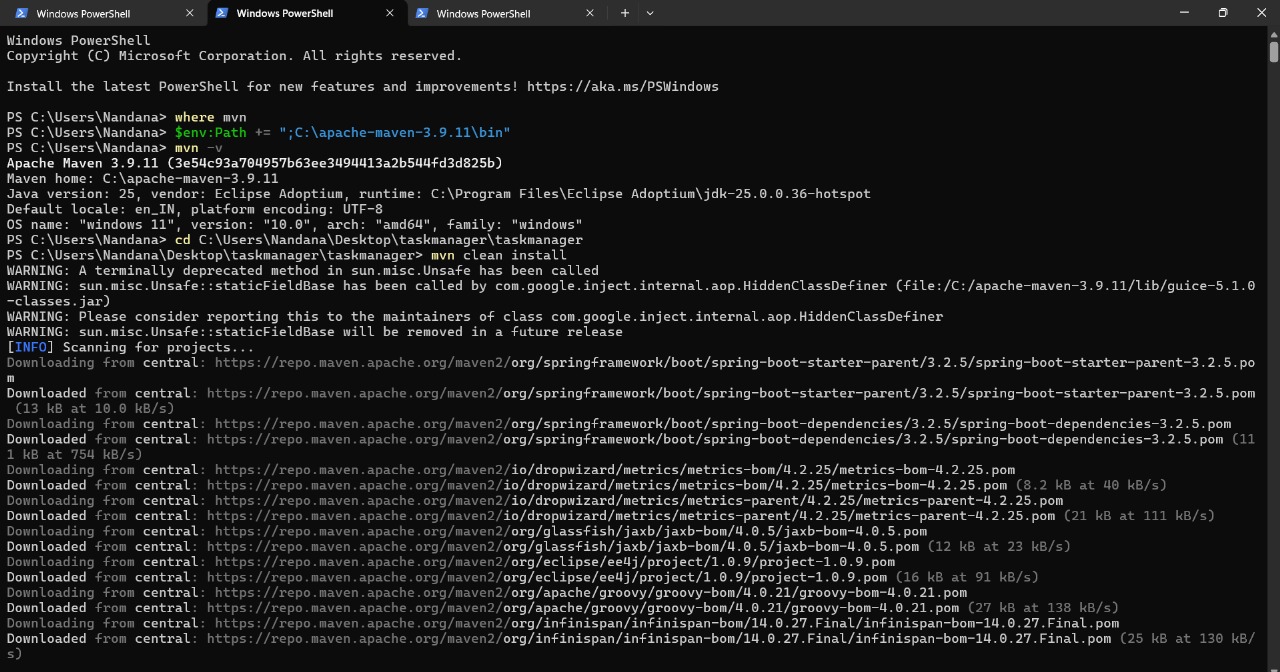 Windows PowerShell
Windows PowerShell
Windows PowerShell
Windows PowerShell
Copyright (C) Microsoft Corporation. All rights reserved.
Install the latest PowerShell for new features and improvements! https://aka.ms/PSWindows
PS C:\Users\Nandana> where mvn
PS C:\Users\Nandana> $env:Path += ";C:\apache-maven-3.9.11\bin"
PS C:\Users\Nandana> mvn -v
Apache Maven 3.9.11 (3e54c93a704957b63ee3494413a2b544fd3d825b)
Maven home: C:\apache-maven-3.9.11
Java version: 25, vendor: Eclipse Adoptium, runtime: C:\Program Files\Eclipse Adoptium\jdk-25.0.0.36-hotspot
Default locale: en_IN, platform encoding: UTF-8
OS name: "windows 11", version: "10.0", arch: "amd64", family: "windows"
PS C:\Users\Nandana> cd C:\Users\Nandana\Desktop\taskmanager\taskmanager
PS C:\Users\Nandana\Desktop\taskmanager\taskmanager> mvn clean install
WARNING: A terminally deprecated method in sun.misc.Unsafe has been called
WARNING: sun.misc.Unsafe::staticFieldBase has been called by com.google.inject.internal.aop.HiddenClassDefiner (file:/C:/apache-maven-3.9.11/lib/guice-5.1.0
-classes.jar)
WARNING: Please consider reporting this to the maintainers of class com.google.inject.internal.aop.HiddenClassDefiner
WARNING: sun.misc.Unsafe::staticFieldBase will be removed in a future release
[INFO] Scanning for projects...
Downloading from central: https://repo.maven.apache.org/maven2/org/springframework/boot/spring-boot-starter-parent/3.2.5/spring-boot-starter-parent-3.2.5.po
m
Downloaded from central: https://repo.maven.apache.org/maven2/org/springframework/boot/spring-boot-starter-parent/3.2.5/spring-boot-starter-parent-3.2.5.pom
(13 kB at 10.0 kB/s)
Downloading from central: https://repo.maven.apache.org/maven2/org/springframework/boot/spring-boot-dependencies/3.2.5/spring-boot-dependencies-3.2.5.pom
Downloaded from central: https://repo.maven.apache.org/maven2/org/springframework/boot/spring-boot-dependencies/3.2.5/spring-boot-dependencies-3.2.5.pom (11
1 kB at 754 kB/s)
Downloading from central: https://repo.maven.apache.org/maven2/io/dropwizard/metrics/metrics-bom/4.2.25/metrics-bom-4.2.25.pom
Downloaded from central: https://repo.maven.apache.org/maven2/io/dropwizard/metrics/metrics-bom/4.2.25/metrics-bom-4.2.25.pom (8.2 kB at 40 kB/s)
Downloading from central: https://repo.maven.apache.org/maven2/io/dropwizard/metrics/metrics-parent/4.2.25/metrics-parent-4.2.25.pom
Downloaded from central: https://repo.maven.apache.org/maven2/io/dropwizard/metrics/metrics-parent/4.2.25/metrics-parent-4.2.25.pom (21 kB at 111 kB/s)
Downloading from central: https://repo.maven.apache.org/maven2/org/glassfish/jaxb/jaxb-bom/4.0.5/jaxb-bom-4.0.5.pom
Downloaded from central: https://repo.maven.apache.org/maven2/org/glassfish/jaxb/jaxb-bom/4.0.5/jaxb-bom-4.0.5.pom (12 kB at 23 kB/s)
Downloading from central: https://repo.maven.apache.org/maven2/org/eclipse/ee4j/project/1.0.9/project-1.0.9.pom
Downloaded from central: https://repo.maven.apache.org/maven2/org/eclipse/ee4j/project/1.0.9/project-1.0.9.pom (16 kB at 91 kB/s)
Downloading from central: https://repo.maven.apache.org/maven2/org/apache/groovy/groovy-bom/4.0.21/groovy-bom-4.0.21.pom
Downloaded from central: https://repo.maven.apache.org/maven2/org/apache/groovy/groovy-bom/4.0.21/groovy-bom-4.0.21.pom (27 kB at 138 kB/s)
Downloading from central: https://repo.maven.apache.org/maven2/org/infinispan/infinispan-bom/14.0.27.Final/infinispan-bom-14.0.27.Final.pom
Downloaded from central: https://repo.maven.apache.org/maven2/org/infinispan/infinispan-bom/14.0.27.Final/infinispan-bom-14.0.27.Final.pom (25 kB at 130 kB/
s)